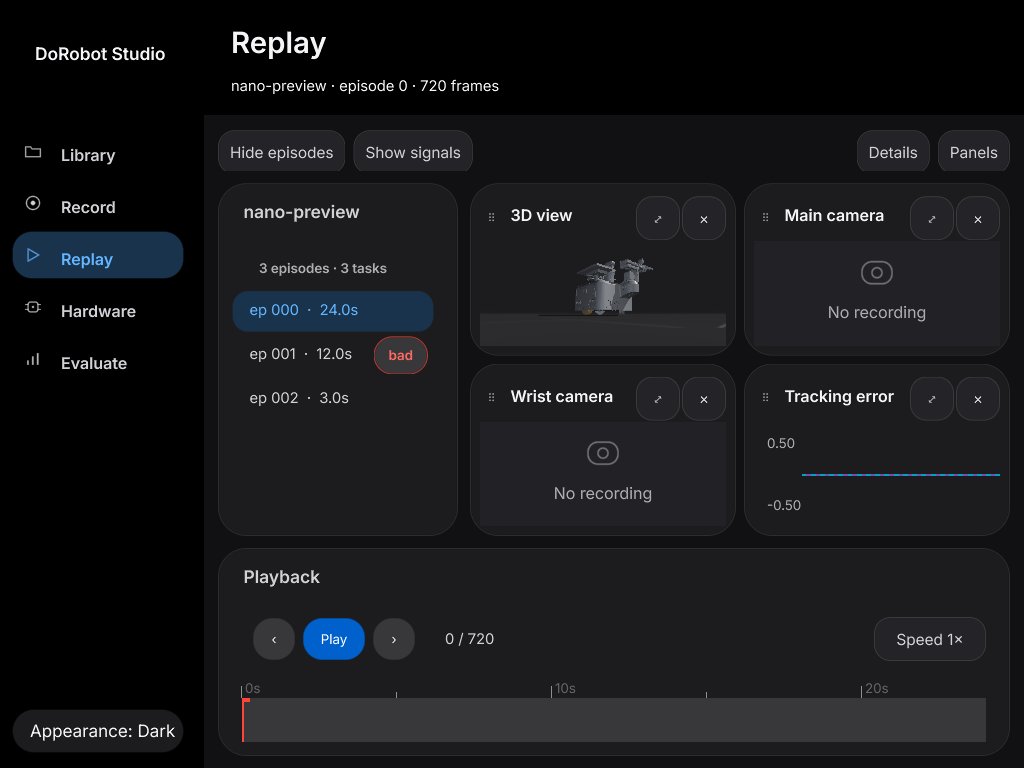 DoRobot Studio
Replay
nano-preview · episode 0 · 720 frames
Library
Record
Replay
Hardware
Evaluate
Appearance: Dark
Hide episodes
Show signals
Details
Panels
nano-preview
3 episodes · 3 tasks
ep 000 · 24.0s
ep 001 · 12.0s bad
ep 002 · 3.0s
3D view
Main camera
No recording
Wrist camera
No recording
Tracking error
0.50
-0.50
Playback
‹ Play › 0 / 720
Speed 1×
0s 10s 20s